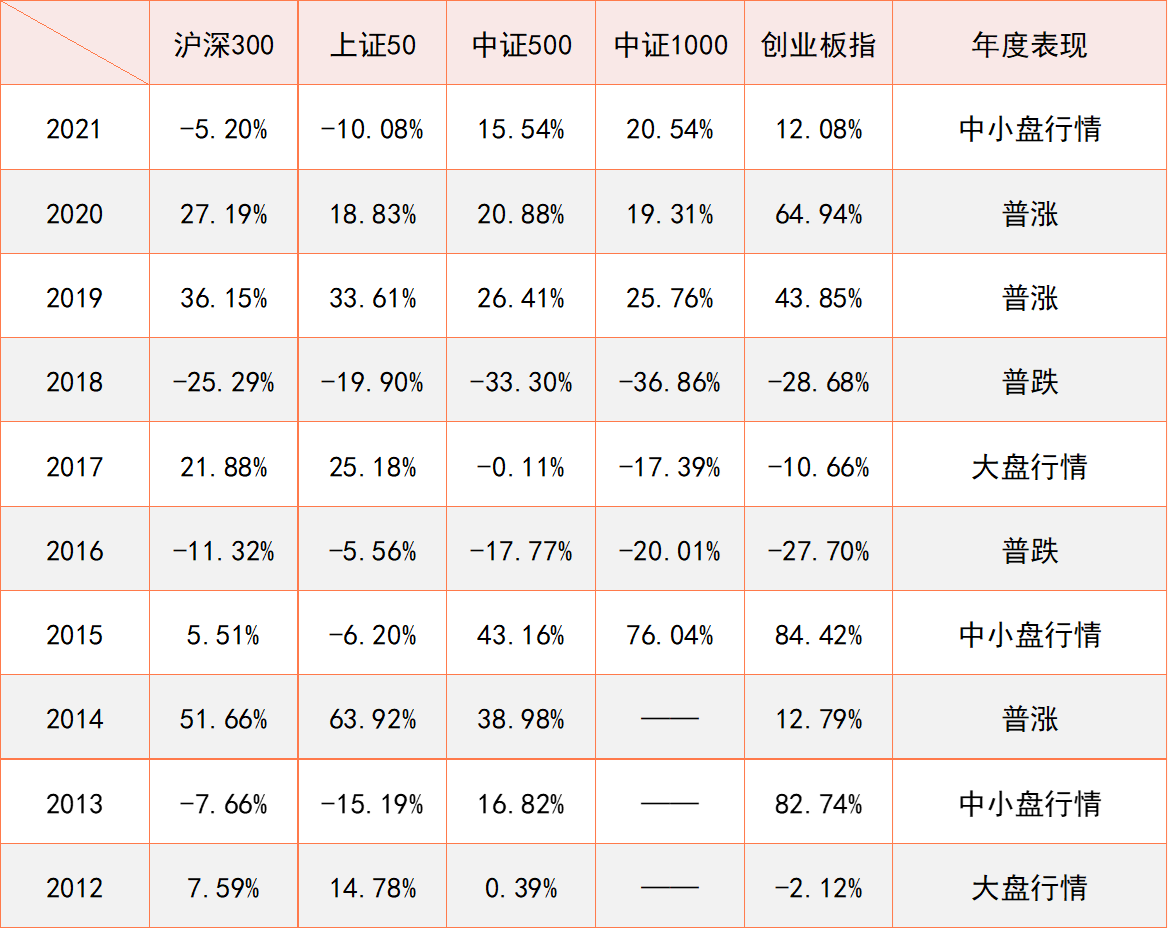 沪深300 上证50 中证500 中证1000 创业板指 年度表现
2021 -5.20% -10.08% 15.54% 20.54% 12.08% 中小盘行情
2020 27.19% 18.83% 20.88% 19.31% 64.94% 普涨
2019 36.15% 33.61% 26.41% 25.76% 43.85% 普涨
2018 -25.29% -19.90% -33.30% -36.86% -28.68% 普跌
2017 21.88% 25.18% -0.11% -17.39% -10.66% 大盘行情
2016 -11.32% -5.56% -17.77% -20.01% -27.70% 普跌
2015 5.51% -6.20% 43.16% 76.04% 84.42% 中小盘行情
2014 51.66% 63.92% 38.98% —— 12.79% 普涨
2013 -7.66% -15.19% 16.82% —— 82.74% 中小盘行情
2012 7.59% 14.78% 0.39% —— -2.12% 大盘行情